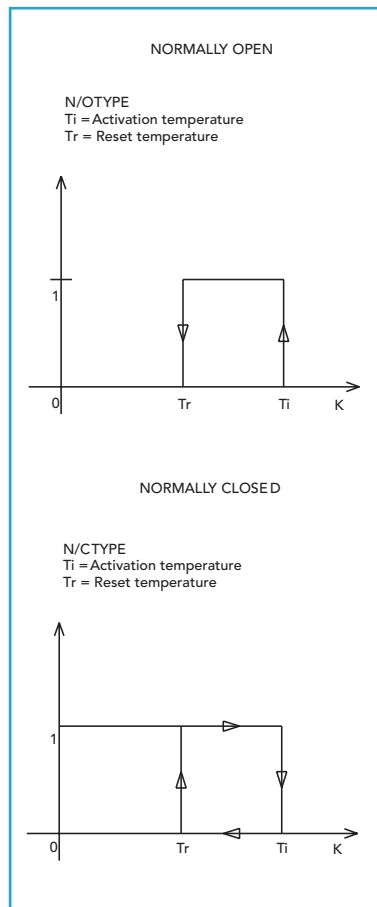 NORMALLY OPEN
N/OTYPE
Ti =Activation temperature
Tr = Reset temperature
1
0 Tr Ti K
NORMALLY CLOSED
N/CTYPE
Ti =Activation temperature
Tr = Reset temperature
1
0 Tr Ti K